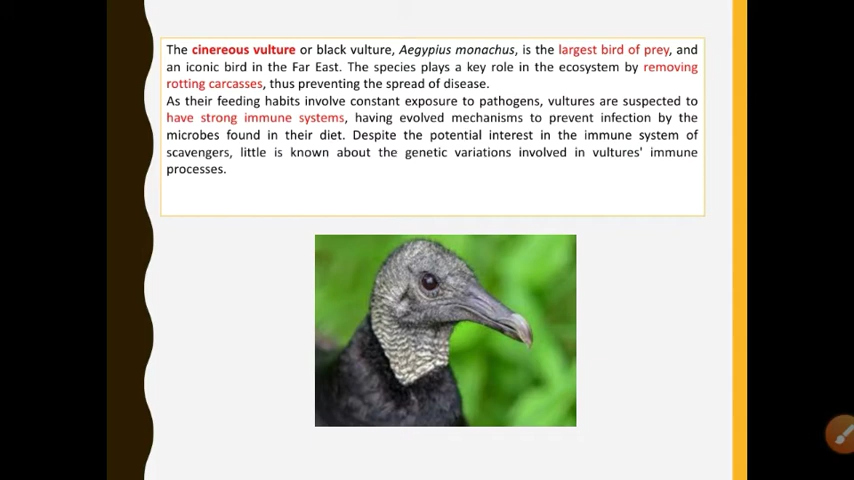 The cinereous vulture or black vulture, Aegypius monachus, is the largest bird of prey, and
an iconic bird in the Far East. The species plays a key role in the ecosystem by removing
rotting carcasses, thus preventing the spread of disease.
As their feeding habits involve constant exposure to pathogens, vultures are suspected to
have strong immune systems, having evolved mechanisms to prevent infection by the
microbes found in their diet. Despite the potential interest in the immune system of
scavengers, little is known about the genetic variations involved in vultures' immune
processes.